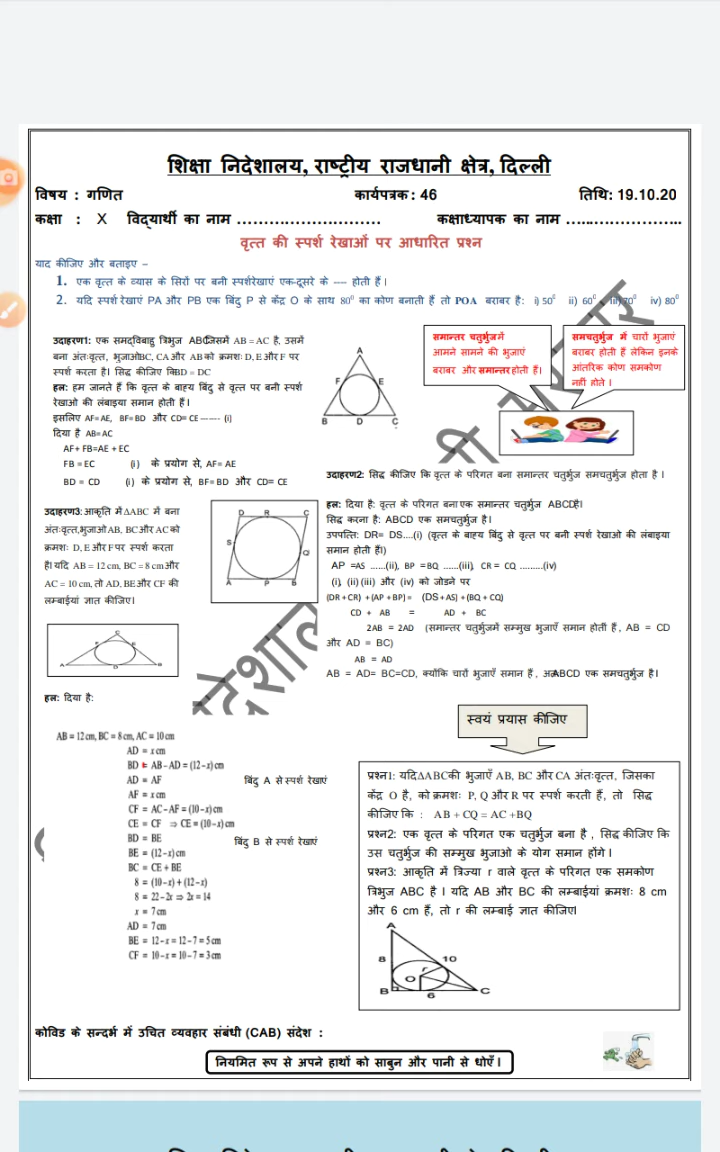 शिक्षा निदेशालय, राष्ट्रीय राजधानी क्षेत्र, दिल्ली
विषय : गणित कार्यपत्रक : 46 तिथि: 19.10.20
कक्षा : X विद्यार्थी का नाम ........................... कक्षाध्यापक का नाम .........................
वृत्त की स्पर्श रेखाओं पर आधारित प्रश्न
याद कीजिए और बताइए –
1. एक वृत्त के व्यास के सिरों पर बनी स्पर्शरेखाएं एक-दूसरे के ---- होती हैं।
2. यदि स्पर्श रेखाएं PA और PB एक बिंदु P से केंद्र O के साथ 80⁰ का कोण बनाती हैं तो POA बराबर है: i) 50⁰ ii) 60⁰ iii) 70⁰ iv) 80⁰
उदाहरण1: एक समद्विबाहु त्रिभुज ABCजिसमें AB = AC है, उसमें
बना अंतःवृत्त, भुजाओंBC, CA और AB को क्रमशः D, E और F पर
स्पर्श करता है। सिद्ध कीजिए किBD = DC
हल: हम जानते हैं कि वृत्त के बाहय बिंदु से वृत्त पर बनी स्पर्श
रेखाओ की लंबाइया समान होती हैं।
इसलिए AF=AE, BF=BD और CD= CE ------ (i)
दिया है AB=AC
AF+ FB=AE + EC
FB = EC (i) के प्रयोग से, AF= AE
BD = CD (i) के प्रयोग से, BF= BD और CD= CE
A
F E
B D C
समान्तर चतुर्भुज में
आमने सामने की भुजाएं
बराबर और समान्तर होती हैं।
समचतुर्भुज में चारों भुजाएं
बराबर होती हैं लेकिन इनके
आंतरिक कोण समकोण
नहीं होते ।
उदाहरण2: सिद्ध कीजिए कि वृत्त के परिगत बना समान्तर चतुर्भुज समचतुर्भुज होता है ।
हल: दिया है: वृत्त के परिगत बना एक समान्तर चतुर्भुज ABCDहै।
सिद्ध करना है: ABCD एक समचतुर्भुज है।
उपपत्ति: DR= DS....(i) (वृत्त के बाहय बिंदु से वृत्त पर बनी स्पर्श रेखाओ की लंबाइया
समान होती हैं।)
AP =AS ......(ii), BP =BQ ......(iii), CR = CQ ..........(iv)
(i), (ii) (iii) और (iv) को जोडने पर
(DR + CR) + (AP + BP) = (DS + AS) + (BQ + CQ)
CD + AB = AD + BC
2AB = 2AD (समान्तर चतुर्भुजमें सम्मुख भुजाएँ समान होती हैं , AB = CD
और AD = BC)
AB = AD
AB = AD= BC=CD, क्योंकि चारों भुजाएँ समान हैं , अतःABCD एक समचतुर्भुज है।
उदाहरण3: आकृति में ΔABC में बना
अंतःवृत्त,भुजाओं AB, BC और AC को
क्रमशः D, E और F पर स्पर्श करता
है। यदि AB = 12 cm, BC = 8 cm और
AC = 10 cm, तो AD, BE और CF की
लम्बाईयां ज्ञात कीजिए।
D R C
S Q
A P B
C
F E
A D B
हल: दिया है:
AB = 12 cm, BC = 8 cm, AC = 10 cm
AD = x cm
BD = AB - AD = (12-x) cm
AD = AF बिंदु A से स्पर्श रेखाएं
AF = x cm
CF = AC - AF = (10-x) cm
CE = CF ⇒ CE = (10-x) cm
BD = BE बिंदु B से स्पर्श रेखाएं
BE = (12-x) cm
BC = CE + BE
8 = (10-x) + (12-x)
8 = 22-2x ⇒ 2x = 14
x = 7 cm
AD = 7 cm
BE = 12-x = 12-7 = 5 cm
CF = 10-x = 10-7 = 3 cm
स्वयं प्रयास कीजिए
प्रश्न1: यदिΔABCकी भुजाएँ AB, BC और CA अंतःवृत्त, जिसका
केंद्र O है, को क्रमशः P, Q और R पर स्पर्श करती हैं, तो सिद्ध
कीजिए कि : AB + CQ = AC + BQ
प्रश्न2: एक वृत्त के परिगत एक चतुर्भुज बना है , सिद्ध कीजिए कि
उस चतुर्भुज की सम्मुख भुजाओ के योग समान होंगे ।
प्रश्न3: आकृति में त्रिज्या r वाले वृत्त के परिगत एक समकोण
त्रिभुज ABC है । यदि AB और BC की लम्बाईयां क्रमशः 8 cm
और 6 cm हैं, तो r की लम्बाई ज्ञात कीजिए।
A
8 10
r
O
B 6 C
कोविड के सन्दर्भ में उचित व्यवहार संबंधी (CAB) संदेश :
नियमित रूप से अपने हाथों को साबुन और पानी से धोएँ ।